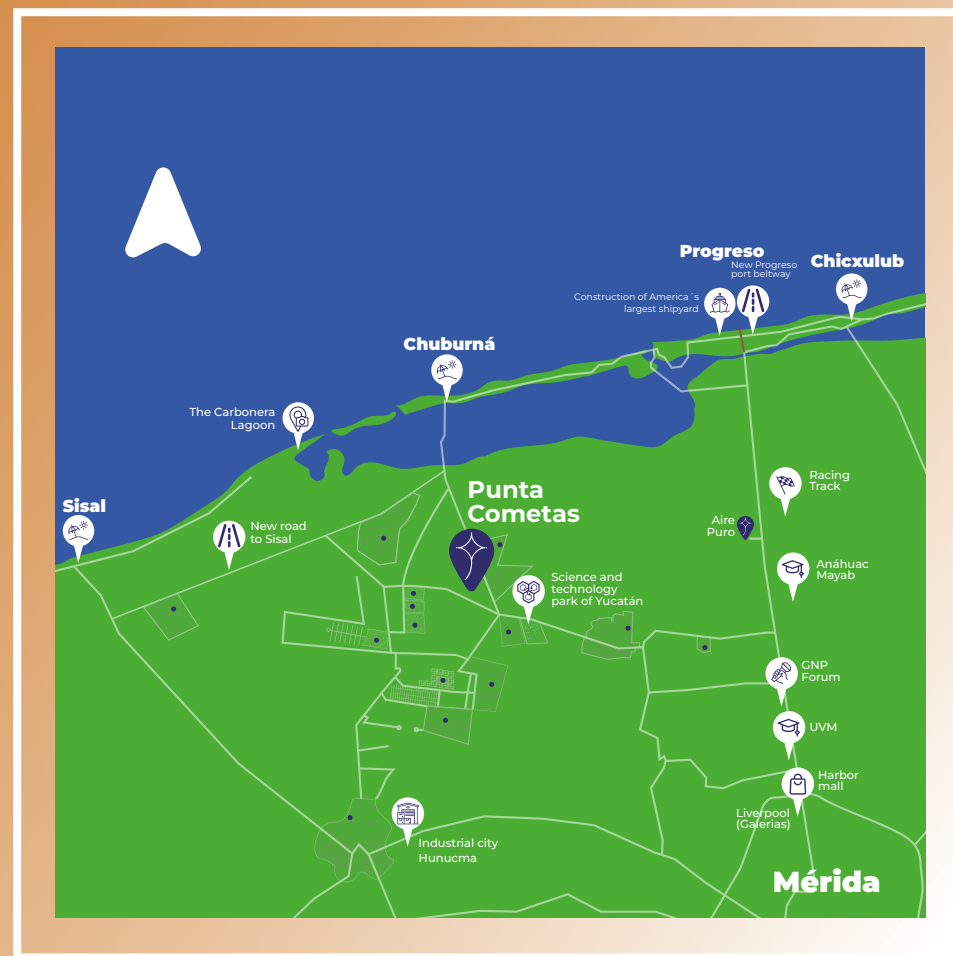 Progreso
New Progreso
port beltway
Chicxulub
Construction of America´s
largest shipyard
Chuburná
The Carbonera
Lagoon
Punta
Cometas
Racing
Track
Sisal
New road
to Sisal
Aire
Puro
Anáhuac
Mayab
Science and
technology
park of Yucatán
GNP
Forum
UVM
Harbor
mall
Liverpool
(Galerias)
Industrial city
Hunucma
Mérida